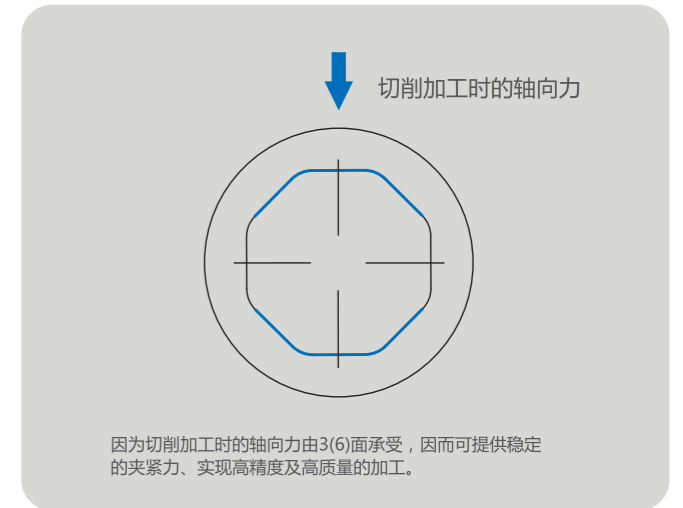 切削加工时的轴向力
因为切削加工时的轴向力由3(6)面承受，因而可提供稳定
的夹紧力、实现高精度及高质量的加工。